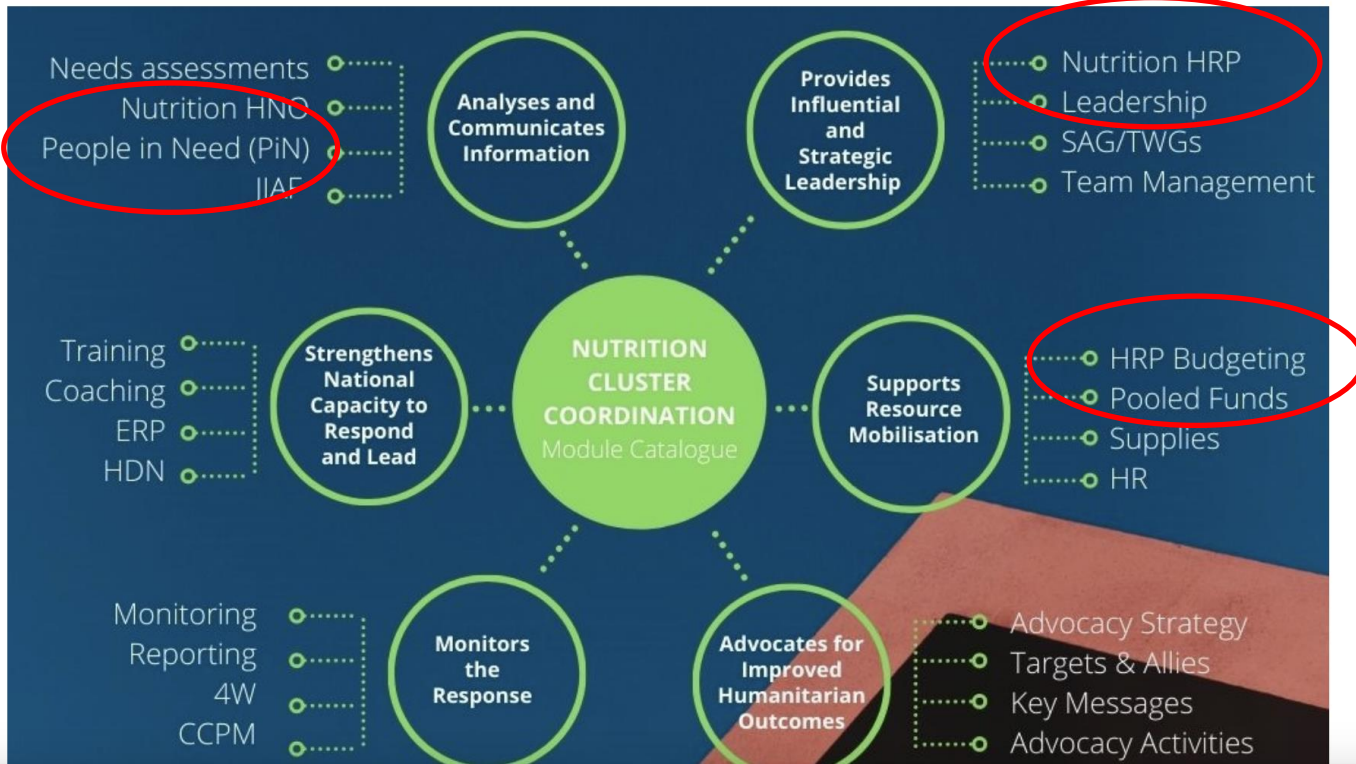 Needs assessments
Nutrition HNO
People in Need (PiN)
JIAF
Analyses and
Communicates
Information
Provides
Influential
and
Strategic
Leadership
Nutrition HRP
Leadership
SAG/TWGs
Team Management
Training
Coaching
ERP
HDN
Strengthens
National
Capacity to
Respond
and Lead
NUTRITION
CLUSTER
COORDINATION
Module Catalogue
Supports
Resource
Mobilisation
HRP Budgeting
Pooled Funds
Supplies
HR
Monitoring
Reporting
4W
CCPM
Monitors
the
Response
Advocates for
Improved
Humanitarian
Outcomes
Advocacy Strategy
Targets & Allies
Key Messages
Advocacy Activities